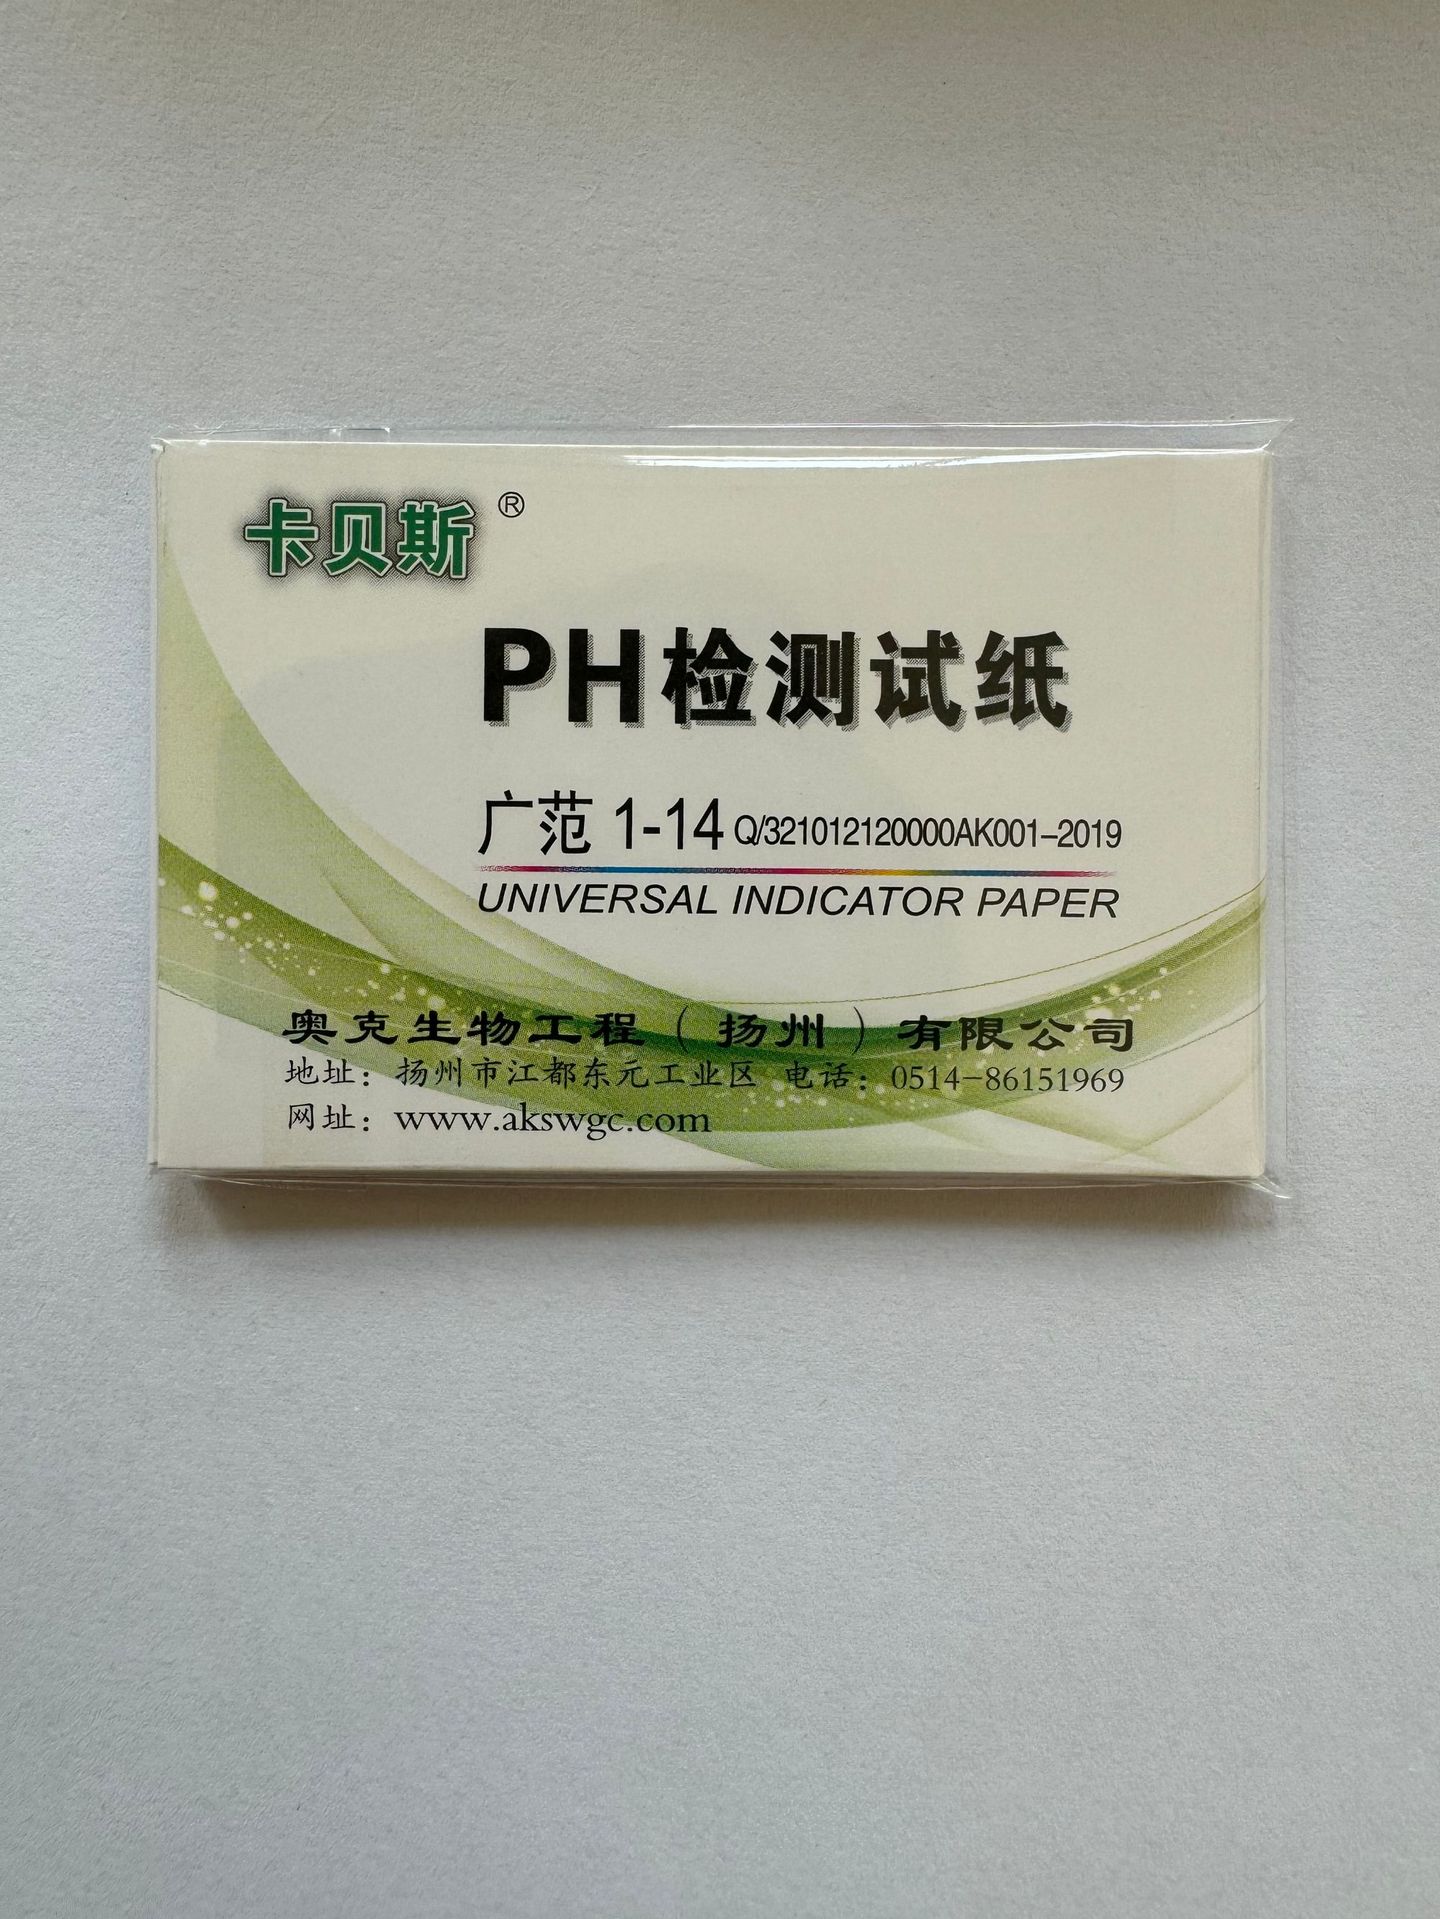 卡贝斯®
PH检测试纸
广范 1-14 Q/321012120000AK001-2019
UNIVERSAL INDICATOR PAPER
奥克生物工程（扬州）有限公司
地址：扬州市江都东元工业区 电话：0514-86151969
网址：www.akswgc.com